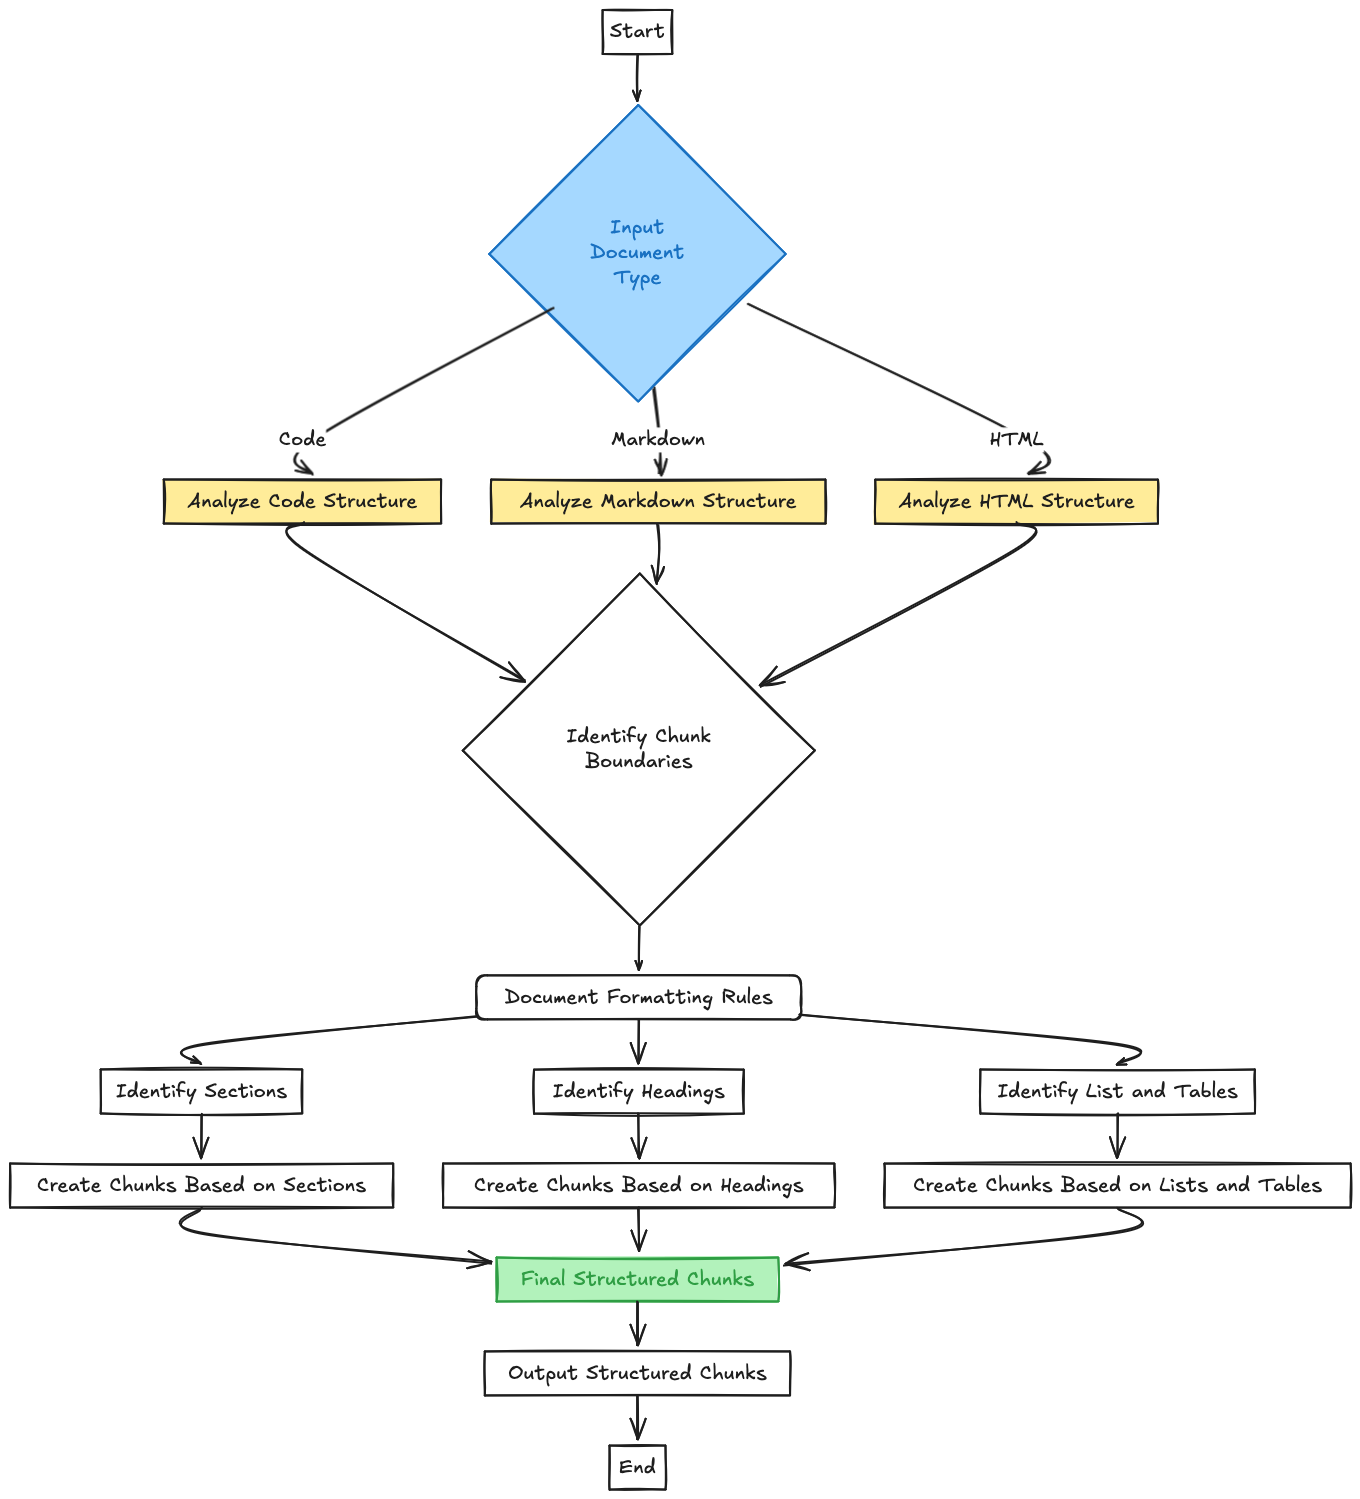 Start
Input
Document
Type
Code
Markdown
HTML
Analyze Code Structure
Analyze Markdown Structure
Analyze HTML Structure
Identify Chunk
Boundaries
Document Formatting Rules
Identify Sections
Identify Headings
Identify List and Tables
Create Chunks Based on Sections
Create Chunks Based on Headings
Create Chunks Based on Lists and Tables
Final Structured Chunks
Output Structured Chunks
End